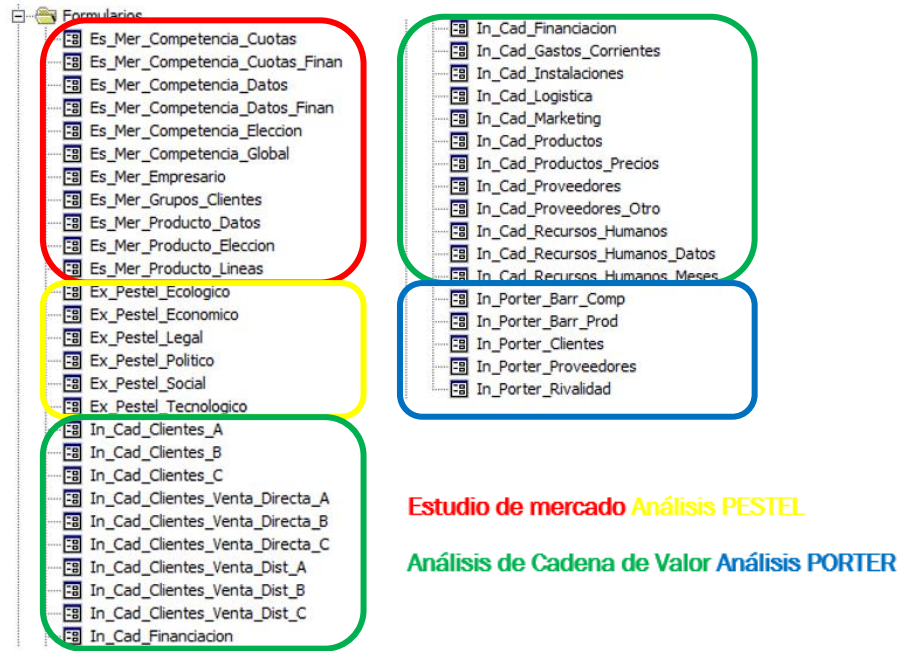 Formularios
Es_Mer_Competencia_Cuotas
Es_Mer_Competencia_Cuotas_Finan
Es_Mer_Competencia_Datos
Es_Mer_Competencia_Datos_Finan
Es_Mer_Competencia_Eleccion
Es_Mer_Competencia_Global
Es_Mer_Empresario
Es_Mer_Grupos_Clientes
Es_Mer_Producto_Datos
Es_Mer_Producto_Eleccion
Es_Mer_Producto_Lineas
Ex_Pestel_Ecologico
Ex_Pestel_Economico
Ex_Pestel_Legal
Ex_Pestel_Politico
Ex_Pestel_Social
Ex_Pestel_Tecnologico
In_Cad_Clientes_A
In_Cad_Clientes_B
In_Cad_Clientes_C
In_Cad_Clientes_Venta_Directa_A
In_Cad_Clientes_Venta_Directa_B
In_Cad_Clientes_Venta_Directa_C
In_Cad_Clientes_Venta_Dist_A
In_Cad_Clientes_Venta_Dist_B
In_Cad_Clientes_Venta_Dist_C
In_Cad_Financiacion
In_Cad_Financiacion
In_Cad_Gastos_Corrientes
In_Cad_Instalaciones
In_Cad_Logistica
In_Cad_Marketing
In_Cad_Productos
In_Cad_Productos_Precios
In_Cad_Proveedores
In_Cad_Proveedores_Otro
In_Cad_Recursos_Humanos
In_Cad_Recursos_Humanos_Datos
In_Cad_Recursos_Humanos_Meses
In_Porter_Barr_Comp
In_Porter_Barr_Prod
In_Porter_Clientes
In_Porter_Proveedores
In_Porter_Rivalidad
Estudio de mercado Análisis PESTEL
Análisis de Cadena de Valor Análisis PORTER